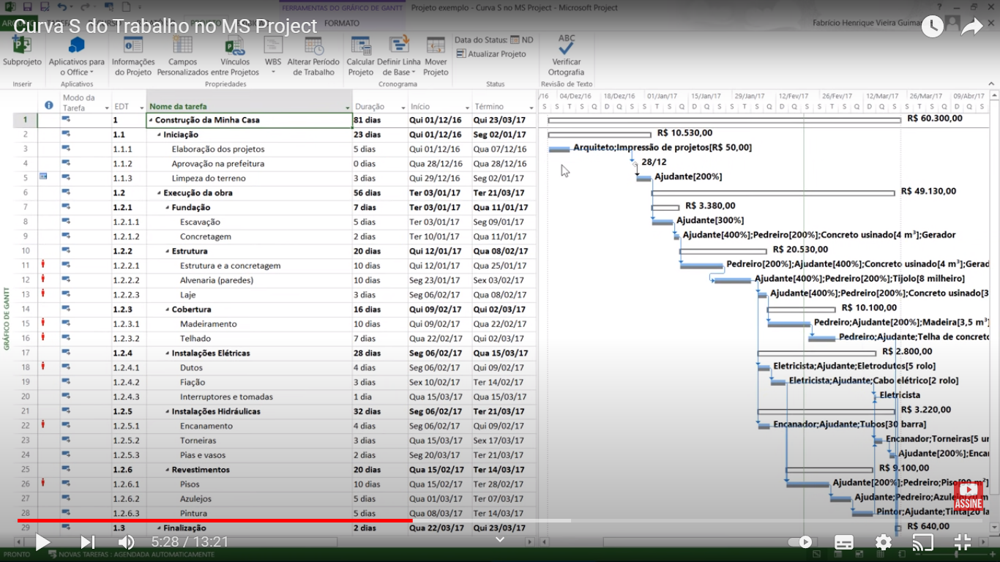 FERRAMENTAS DO GRÁFICO DE GANTT
Projeto exemplo - Curva S no MS Project - Microsoft Project
Curva S do Trabalho no MS Project
FORMATO
Fabrício Henrique Vieira Guimar
Subprojeto
Aplicativos para o Office
Informações do Projeto
Campos Personalizados
Vínculos entre Projetos
WBS
Alterar Período de Trabalho
Calcular Projeto
Definir Linha de Base
Mover Projeto
Data do Status: ND
Atualizar Projeto
ABC
Verificar Ortografia
Inserir
Aplicativos
Propriedades
Cronograma
Status
Revisão de Texto
Modo da Tarefa EDT Nome da tarefa Duração Início Término
/16 04/Dez/16 18/Dez/16 01/Jan/17 15/Jan/17 29/Jan/17 12/Fev/17 26/Fev/17 12/Mar/17 26/Mar/17 09/Abr/17
S S T Q Q S S T Q Q S S T Q Q S S T Q Q S S T Q Q S S
1 1 Construção da Minha Casa 81 dias Qui 01/12/16 Qui 23/03/17 R$ 60.300,00
2 1.1 Iniciação 23 dias Qui 01/12/16 Seg 02/01/17 R$ 10.530,00
3 1.1.1 Elaboração dos projetos 5 dias Qui 01/12/16 Qua 07/12/16 Arquiteto;Impressão de projetos[R$ 50,00]
4 1.1.2 Aprovação na prefeitura 0 dias Qua 28/12/16 Qua 28/12/16 28/12
5 1.1.3 Limpeza do terreno 3 dias Qui 29/12/16 Seg 02/01/17 Ajudante[200%]
6 1.2 Execução da obra 56 dias Ter 03/01/17 Ter 21/03/17 R$ 49.130,00
7 1.2.1 Fundação 7 dias Ter 03/01/17 Qua 11/01/17 R$ 3.380,00
8 1.2.1.1 Escavação 5 dias Ter 03/01/17 Seg 09/01/17 Ajudante[300%]
9 1.2.1.2 Concretagem 2 dias Ter 10/01/17 Qua 11/01/17 Ajudante[400%];Pedreiro[200%];Concreto usinado[4 m³];Gerador
10 1.2.2 Estrutura 20 dias Qui 12/01/17 Qua 08/02/17 R$ 20.530,00
11 1.2.2.1 Estrutura e a concretagem 10 dias Qui 12/01/17 Qua 25/01/17 Pedreiro[200%];Ajudante[400%];Concreto usinado[4 m³];Gerad
12 1.2.2.2 Alvenaria (paredes) 10 dias Seg 23/01/17 Sex 03/02/17 Ajudante[400%];Pedreiro[200%];Tijolo[8 milheiro]
13 1.2.2.3 Laje 3 dias Seg 06/02/17 Qua 08/02/17 Ajudante[400%];Pedreiro[200%];Concreto usinado[3
14 1.2.3 Cobertura 16 dias Qui 09/02/17 Qui 02/03/17 R$ 10.100,00
15 1.2.3.1 Madeiramento 10 dias Qui 09/02/17 Qua 22/02/17 Pedreiro;Ajudante[200%];Madeira[3,5 m³]
16 1.2.3.2 Telhado 7 dias Qua 22/02/17 Qui 02/03/17 Pedreiro;Ajudante;Telha de concreto
17 1.2.4 Instalações Elétricas 28 dias Seg 06/02/17 Qua 15/03/17 R$ 2.800,00
18 1.2.4.1 Dutos 4 dias Seg 06/02/17 Qui 09/02/17 Eletricista;Ajudante;Eletrodutos[5 rolo]
19 1.2.4.2 Fiação 3 dias Sex 10/02/17 Ter 14/02/17 Eletricista;Ajudante;Cabo elétrico[2 rolo]
20 1.2.4.3 Interruptores e tomadas 1 dia Qua 15/03/17 Qua 15/03/17 Eletricista
21 1.2.5 Instalações Hidráulicas 32 dias Seg 06/02/17 Ter 21/03/17 R$ 3.220,00
22 1.2.5.1 Encanamento 4 dias Seg 06/02/17 Qui 09/02/17 Encanador;Ajudante;Tubos[30 barra]
23 1.2.5.2 Torneiras 3 dias Qua 15/03/17 Sex 17/03/17 Encanador;Torneiras[5 un
24 1.2.5.3 Pias e vasos 2 dias Seg 20/03/17 Ter 21/03/17 Ajudante[200%];Enca
25 1.2.6 Revestimentos 20 dias Qua 15/02/17 Ter 14/03/17 R$ 9.100,00
26 1.2.6.1 Pisos 10 dias Qua 15/02/17 Ter 28/02/17 Ajudante[200%];Pedreiro;Piso[90 m²]
27 1.2.6.2 Azulejos 5 dias Qua 01/03/17 Ter 07/03/17 Ajudante;Pedreiro;Azulejo
28 1.2.6.3 Pintura 5 dias Qua 08/03/17 Ter 14/03/17 Pintor;Ajudante;Tinta[20 la
29 1.3 Finalização 2 dias Qua 22/03/17 Qui 23/03/17 R$ 640,00
GRÁFICO DE GANTT
ASSINE
5:28 / 13:21
PRONTO
NOVAS TAREFAS : AGENDADA AUTOMATICAMENTE